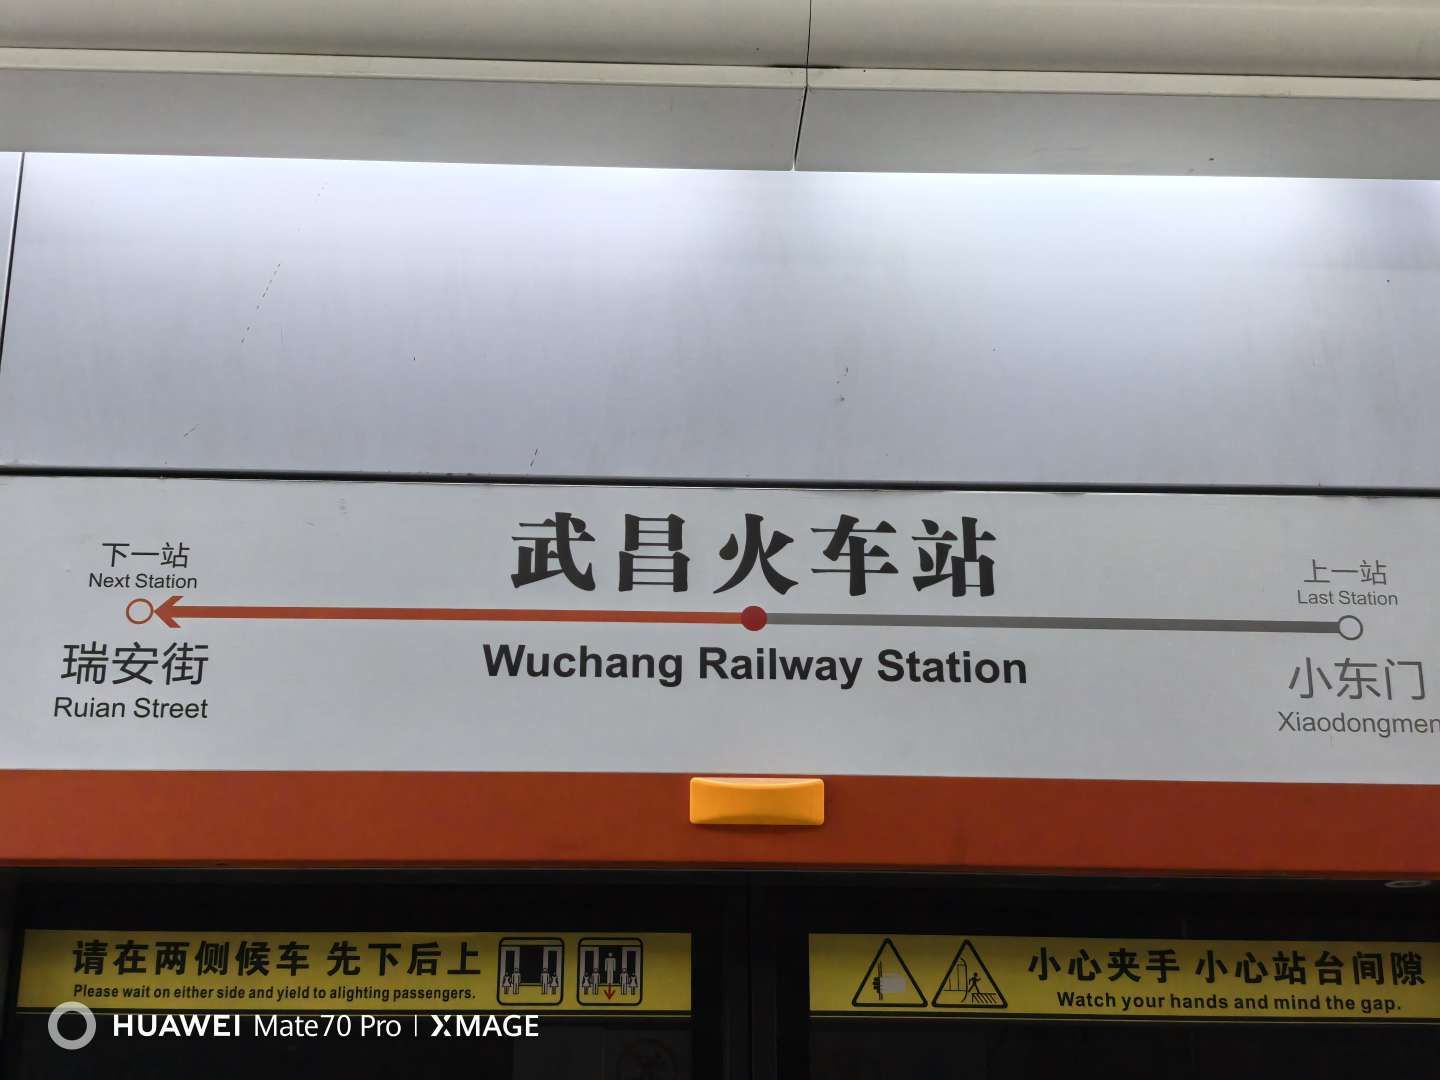 武昌火车站
Wuchang Railway Station
下一站
Next Station
瑞安街
Ruian Street
上一站
Last Station
小东门
Xiaodongmen
请在两侧候车 先下后上
Please wait on either side and yield to alighting passengers.
小心夹手 小心站台间隙
Watch your hands and mind the gap.
HUAWEI Mate70 Pro | XMAGE